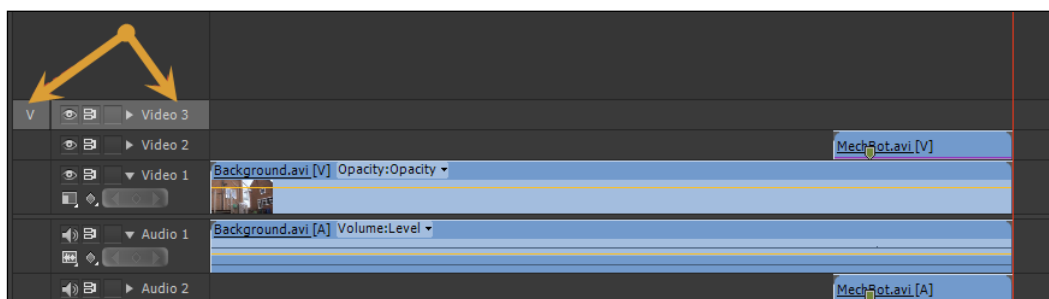 V Video 3
Video 2 MechBot.avi [V]
Video 1 Background.avi [V] Opacity:Opacity
Audio 1 Background.avi [A] Volume:Level
Audio 2 MechBot.avi [A]